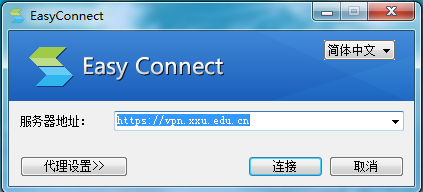 EasyConnect
简体中文
Easy Connect
服务器地址:
https://vpn.xxu.edu.cn
代理设置>>
连接
取消